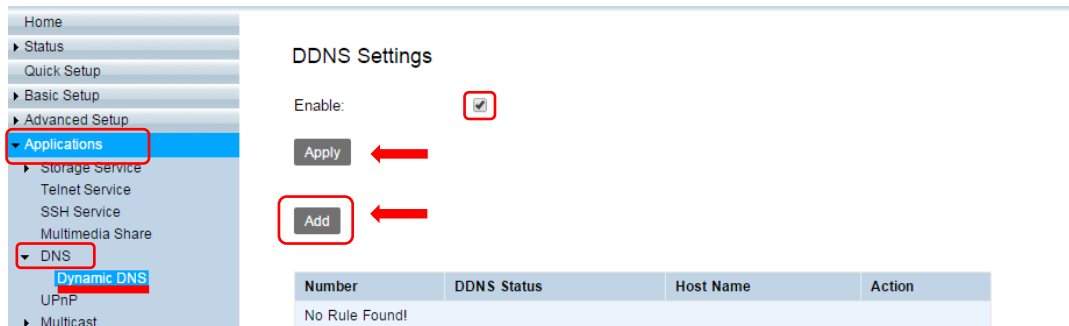 Home
Status
Quick Setup
Basic Setup
Advanced Setup
Applications
Storage Service
Telnet Service
SSH Service
Multimedia Share
DNS
Dynamic DNS
UPnP
Multicast
DDNS Settings
Enable:
Apply
Add
Number DDNS Status Host Name Action
No Rule Found!